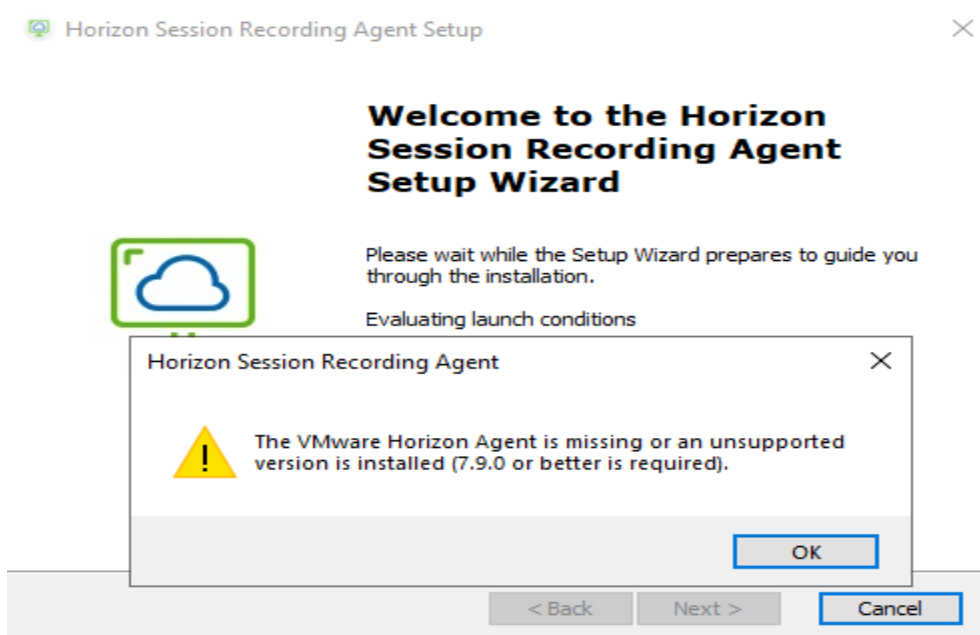 Horizon Session Recording Agent Setup
Welcome to the Horizon
Session Recording Agent
Setup Wizard
Please wait while the Setup Wizard prepares to guide you
through the installation.
Evaluating launch conditions
Horizon Session Recording Agent
The VMware Horizon Agent is missing or an unsupported
version is installed (7.9.0 or better is required).
OK
< Back Next > Cancel